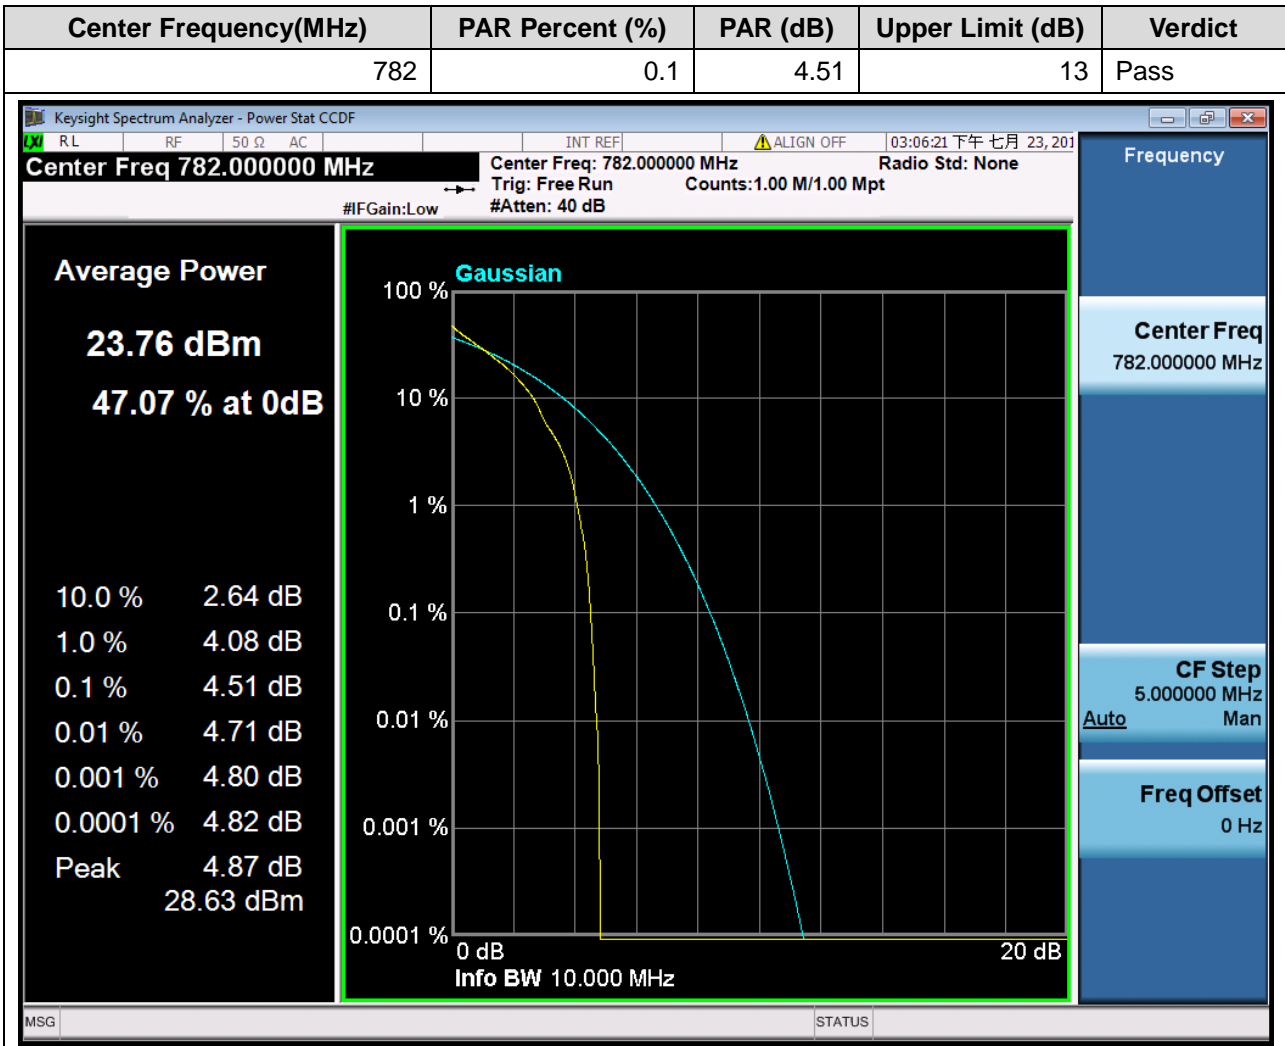 Center Frequency(MHz) PAR Percent (%) PAR (dB) Upper Limit (dB) Verdict
782 0.1 4.51 13 Pass
Keysight Spectrum Analyzer - Power Stat CCDF
LXI RL RF 50 Ω AC INT REF ALIGN OFF 03:06:21 下午 七月 23, 201
Center Freq 782.000000 MHz
Center Freq: 782.000000 MHz Radio Std: None
Trig: Free Run Counts:1.00 M/1.00 Mpt
#IFGain:Low #Atten: 40 dB
Frequency
Average Power
23.76 dBm
47.07 % at 0dB
10.0 % 2.64 dB
1.0 % 4.08 dB
0.1 % 4.51 dB
0.01 % 4.71 dB
0.001 % 4.80 dB
0.0001 % 4.82 dB
Peak 4.87 dB
28.63 dBm
Gaussian
100 %
10 %
1 %
0.1 %
0.01 %
0.001 %
0.0001 %
0 dB 20 dB
Info BW 10.000 MHz
Center Freq
782.000000 MHz
CF Step
5.000000 MHz
Auto Man
Freq Offset
0 Hz
MSG STATUS